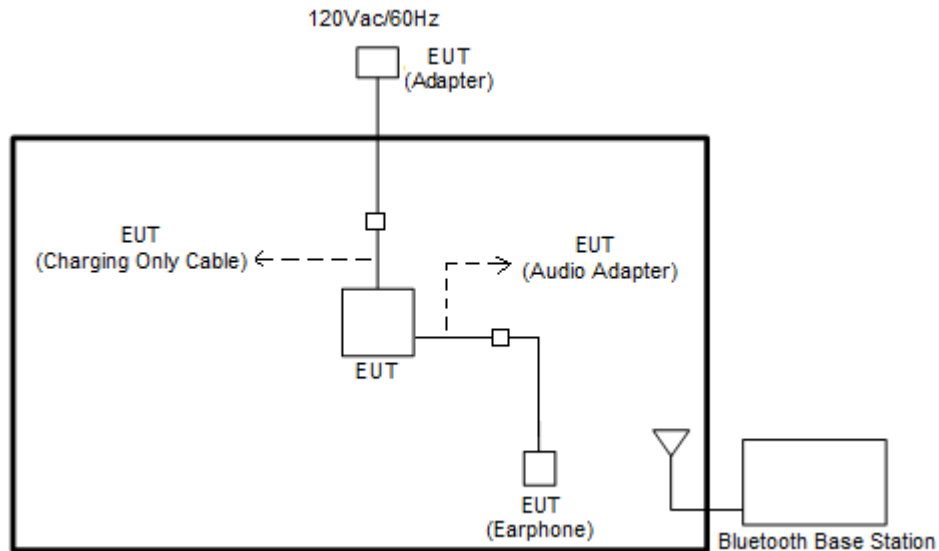 120Vac/60Hz
EUT
(Adapter)
EUT
(Charging Only Cable)
EUT
(Audio Adapter)
EUT
EUT
(Earphone)
Bluetooth Base Station